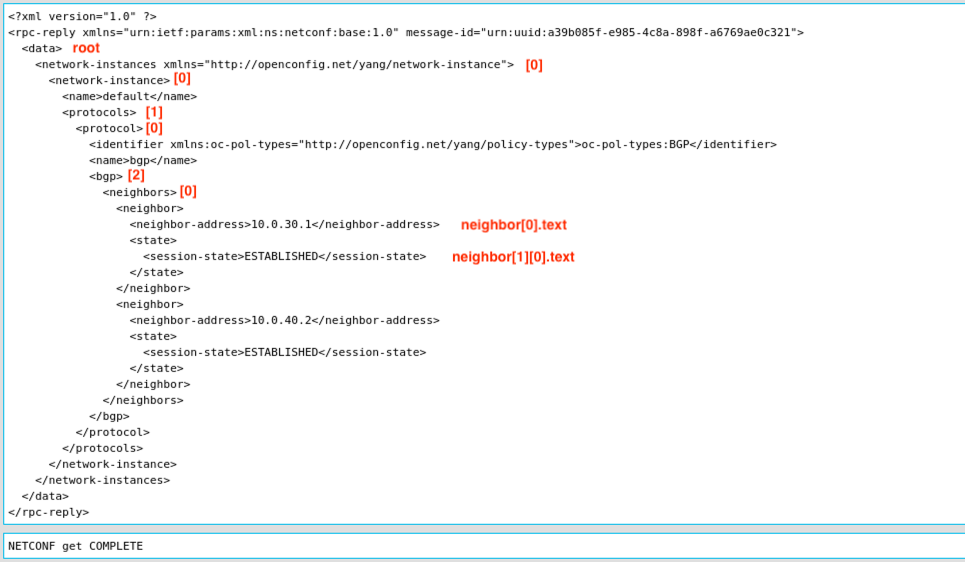 <?xml version="1.0" ?>
<rpc-reply xmlns="urn:ietf:params:xml:ns:netconf:base:1.0" message-id="urn:uuid:a39b085f-e985-4c8a-898f-a6769ae0c321">
<data> root
<network-instances xmlns="http://openconfig.net/yang/network-instance"> [0]
<network-instance> [0]
<name>default</name>
<protocols> [1]
<protocol> [0]
<identifier xmlns:oc-pol-types="http://openconfig.net/yang/policy-types">oc-pol-types:BGP</identifier>
<name>bgp</name>
<bgp> [2]
<neighbors> [0]
<neighbor>
<neighbor-address>10.0.30.1</neighbor-address> neighbor[0].text
<state>
<session-state>ESTABLISHED</session-state> neighbor[1][0].text
</state>
</neighbor>
<neighbor>
<neighbor-address>10.0.40.2</neighbor-address>
<state>
<session-state>ESTABLISHED</session-state>
</state>
</neighbor>
</neighbors>
</bgp>
</protocol>
</protocols>
</network-instance>
</network-instances>
</data>
</rpc-reply>
NETCONF get COMPLETE